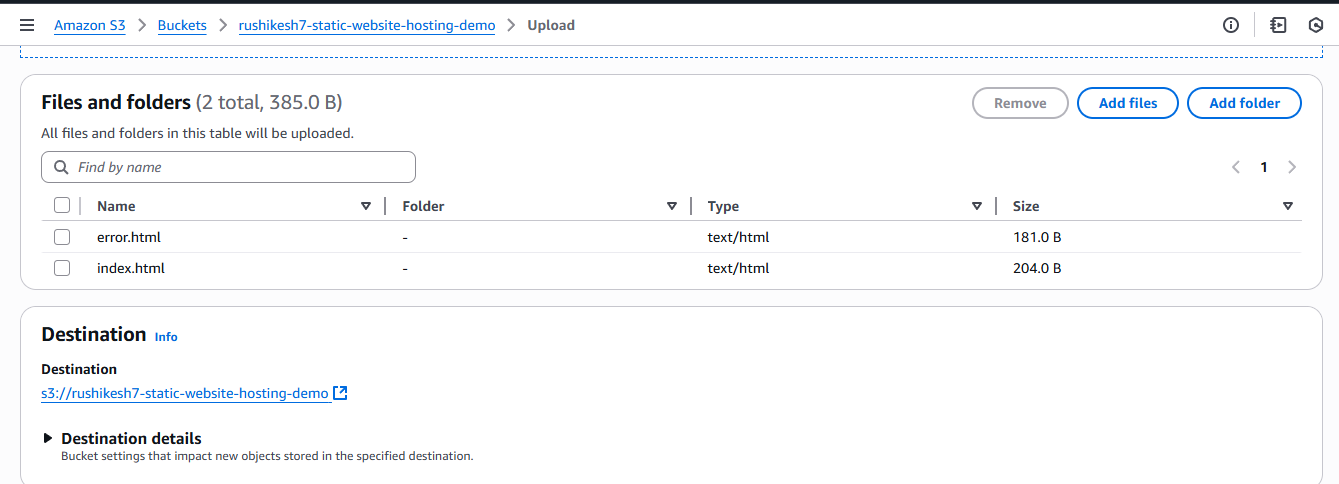 Amazon S3 > Buckets > rushikesh7-static-website-hosting-demo > Upload
Files and folders (2 total, 385.0 B)
Remove Add files Add folder
All files and folders in this table will be uploaded.
Find by name
1
Name Folder Type Size
error.html - text/html 181.0 B
index.html - text/html 204.0 B
Destination Info
Destination
s3://rushikesh7-static-website-hosting-demo
Destination details
Bucket settings that impact new objects stored in the specified destination.